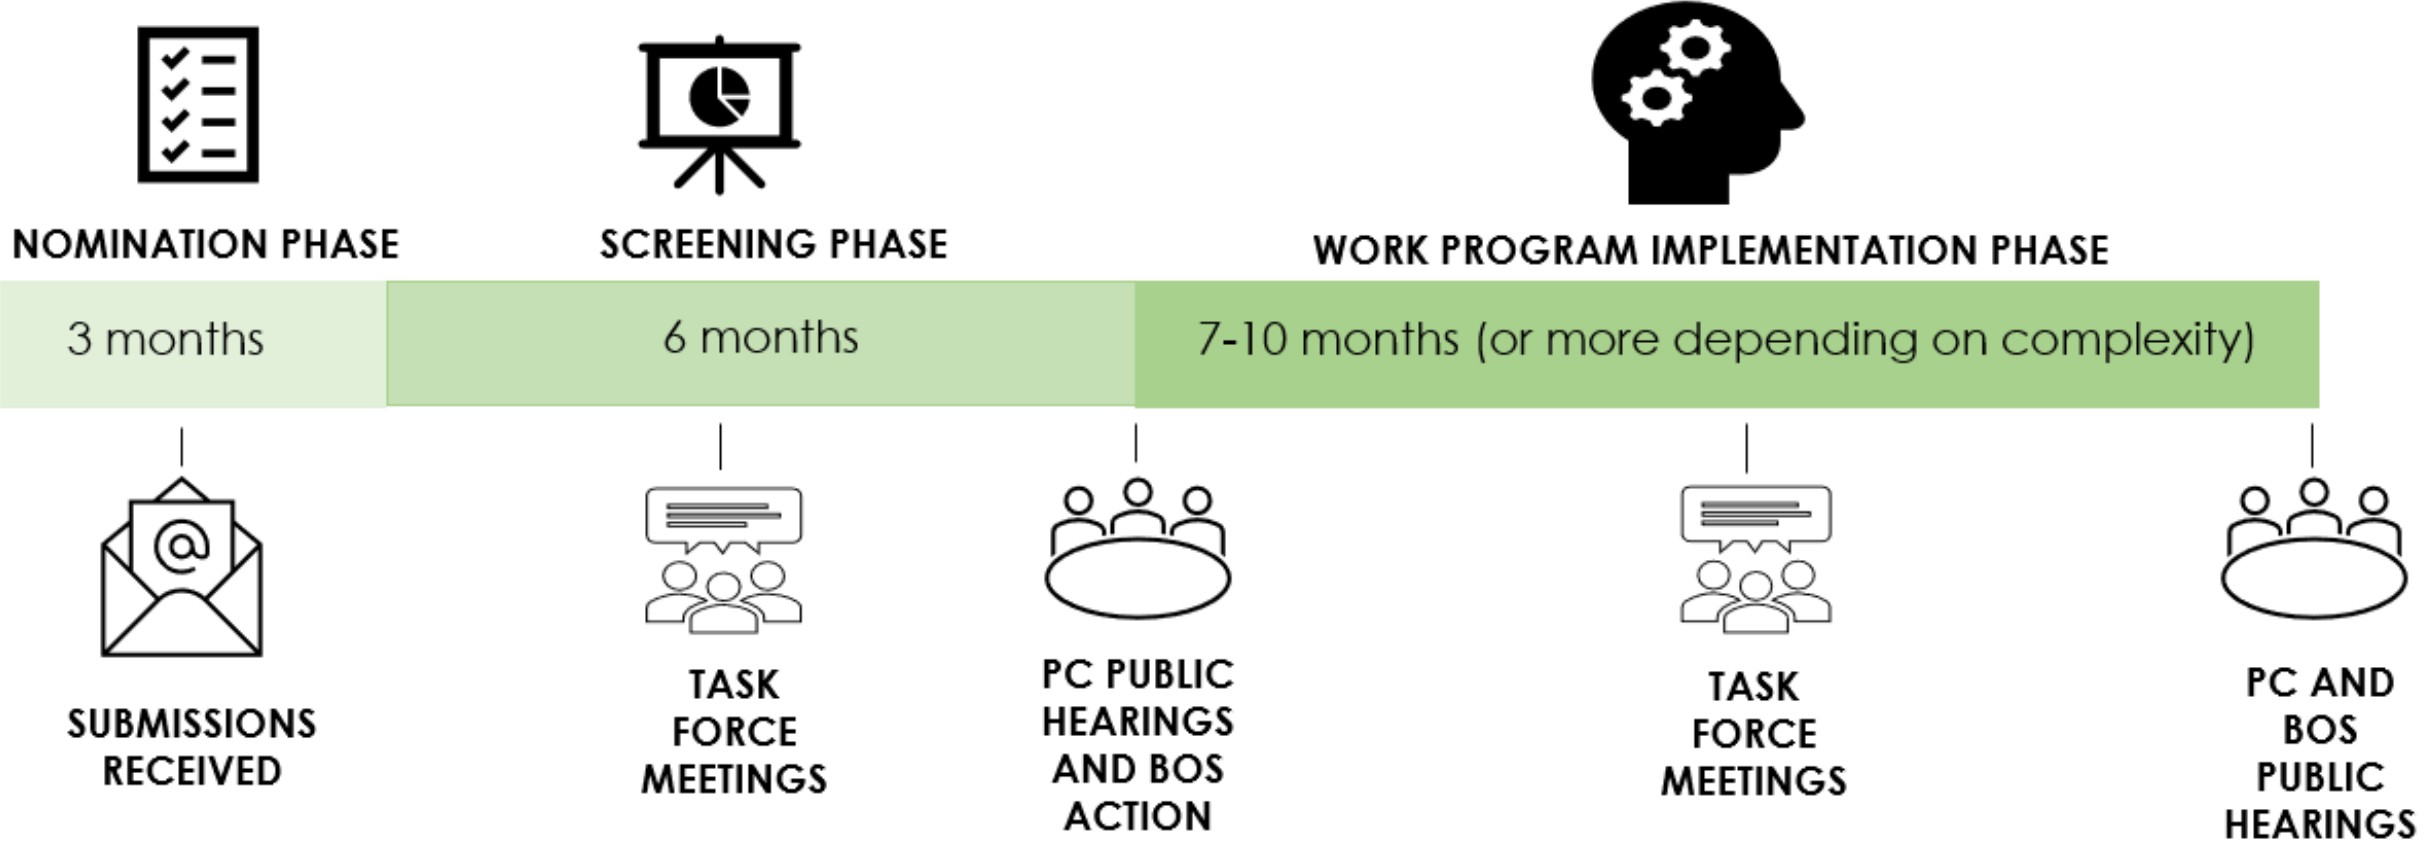 NOMINATION PHASE
SCREENING PHASE
WORK PROGRAM IMPLEMENTATION PHASE
3 months
6 months
7-10 months (or more depending on complexity)
@
SUBMISSIONS
RECEIVED
TASK
FORCE
MEETINGS
PC PUBLIC
HEARINGS
AND BOS
ACTION
TASK
FORCE
MEETINGS
PC AND
BOS
PUBLIC
HEARINGS